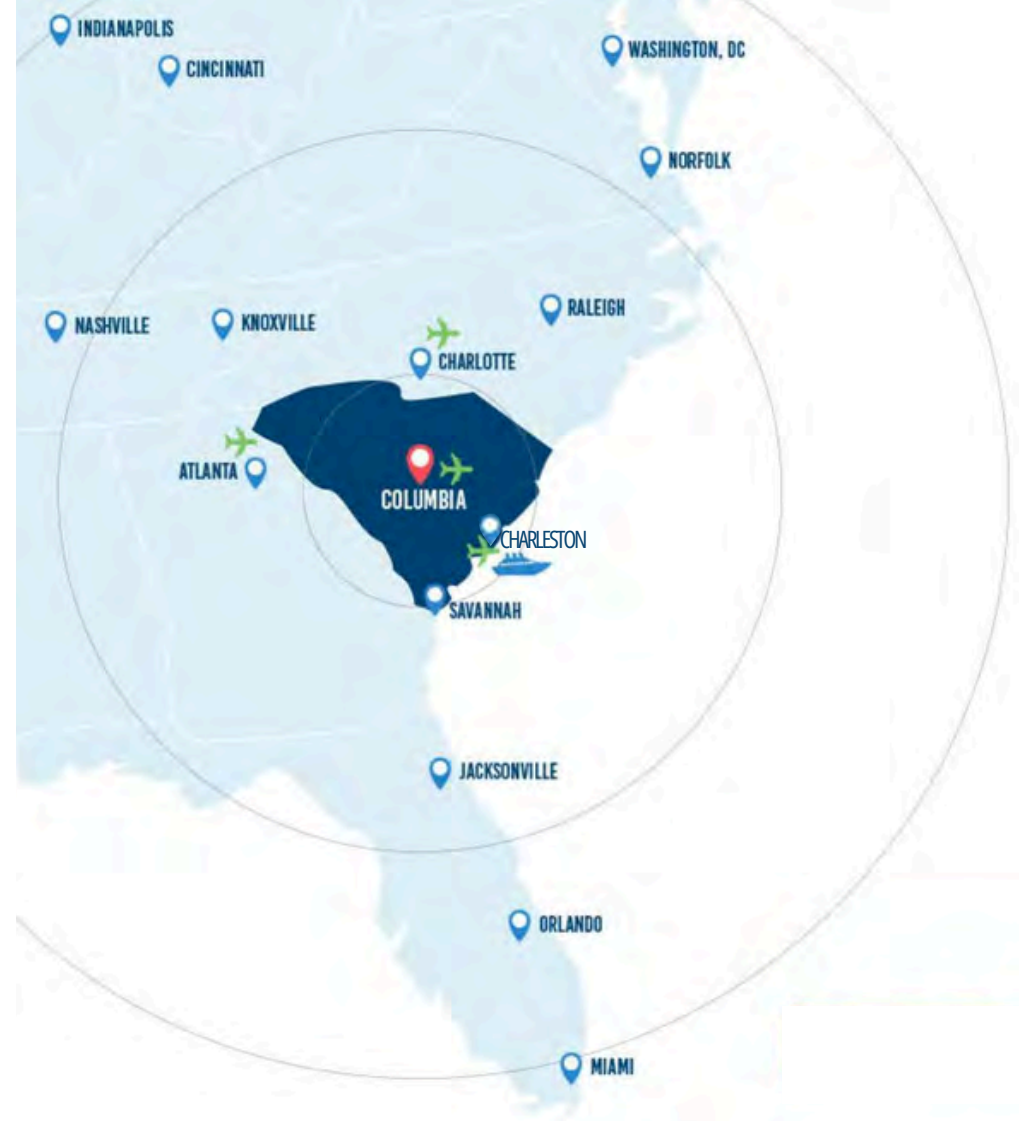 INDIANAPOLIS
WASHINGTON, DC
CINCINNATI
NORFOLK
RALEIGH
NASHVILLE
KNOXVILLE
CHARLOTTE
ATLANTA
COLUMBIA
CHARLESTON
SAVANNAH
JACKSONVILLE
ORLANDO
MIAMI